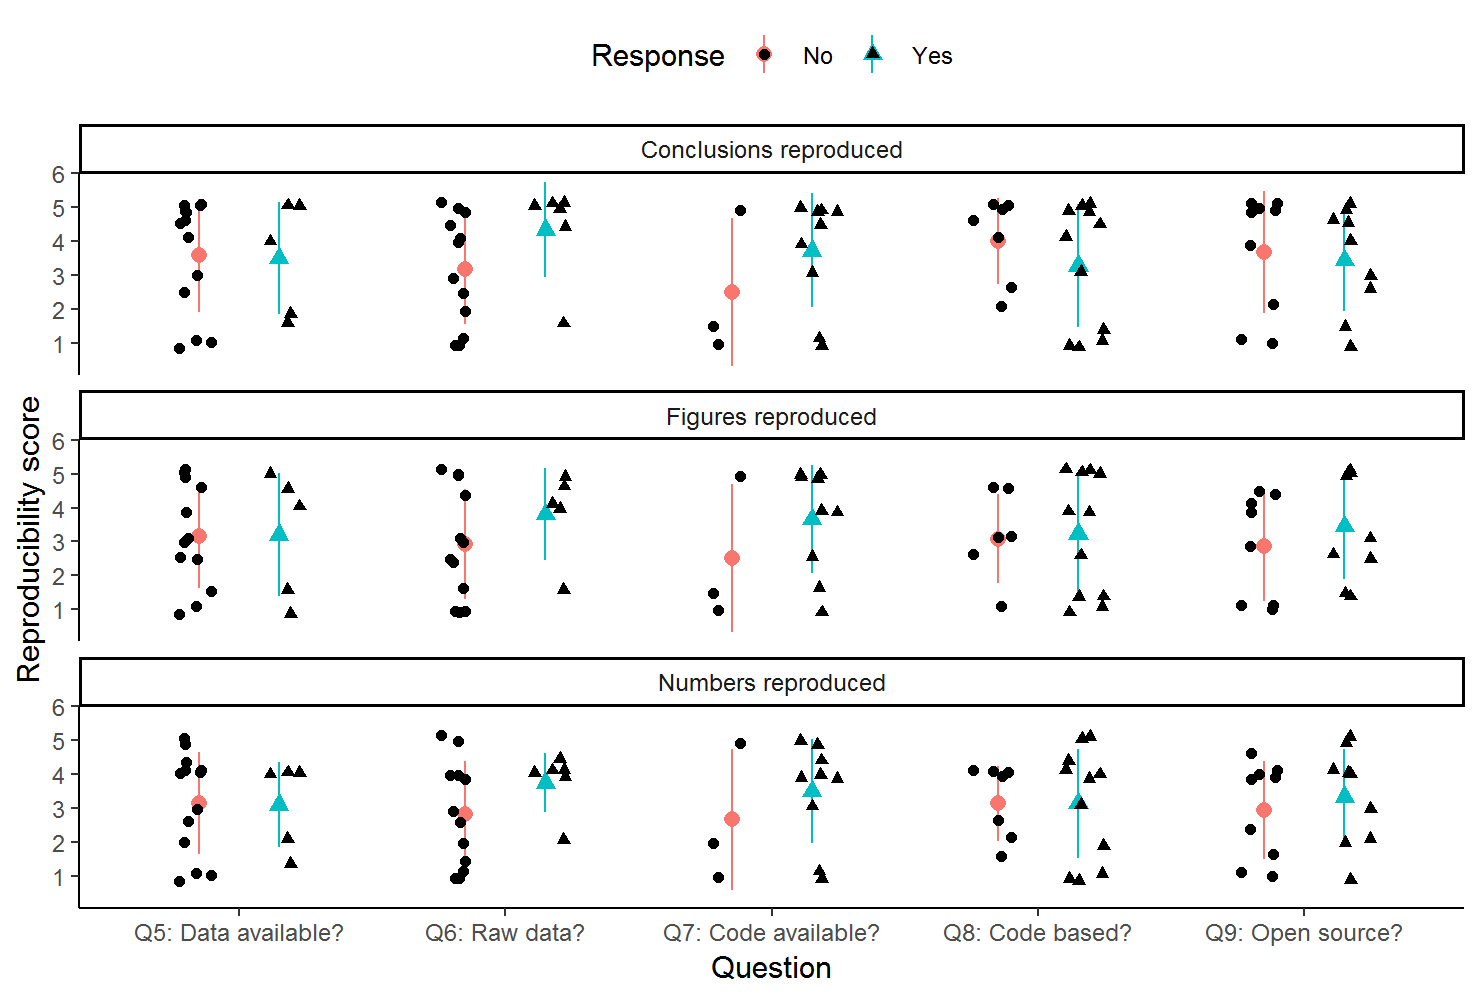 Response No Yes
Conclusions reproduced
6
5
4
3
2
1
Figures reproduced
6
5
4
3
2
1
Numbers reproduced
6
5
4
3
2
1
Reproducibility score
Q5: Data available? Q6: Raw data? Q7: Code available? Q8: Code based? Q9: Open source?
Question